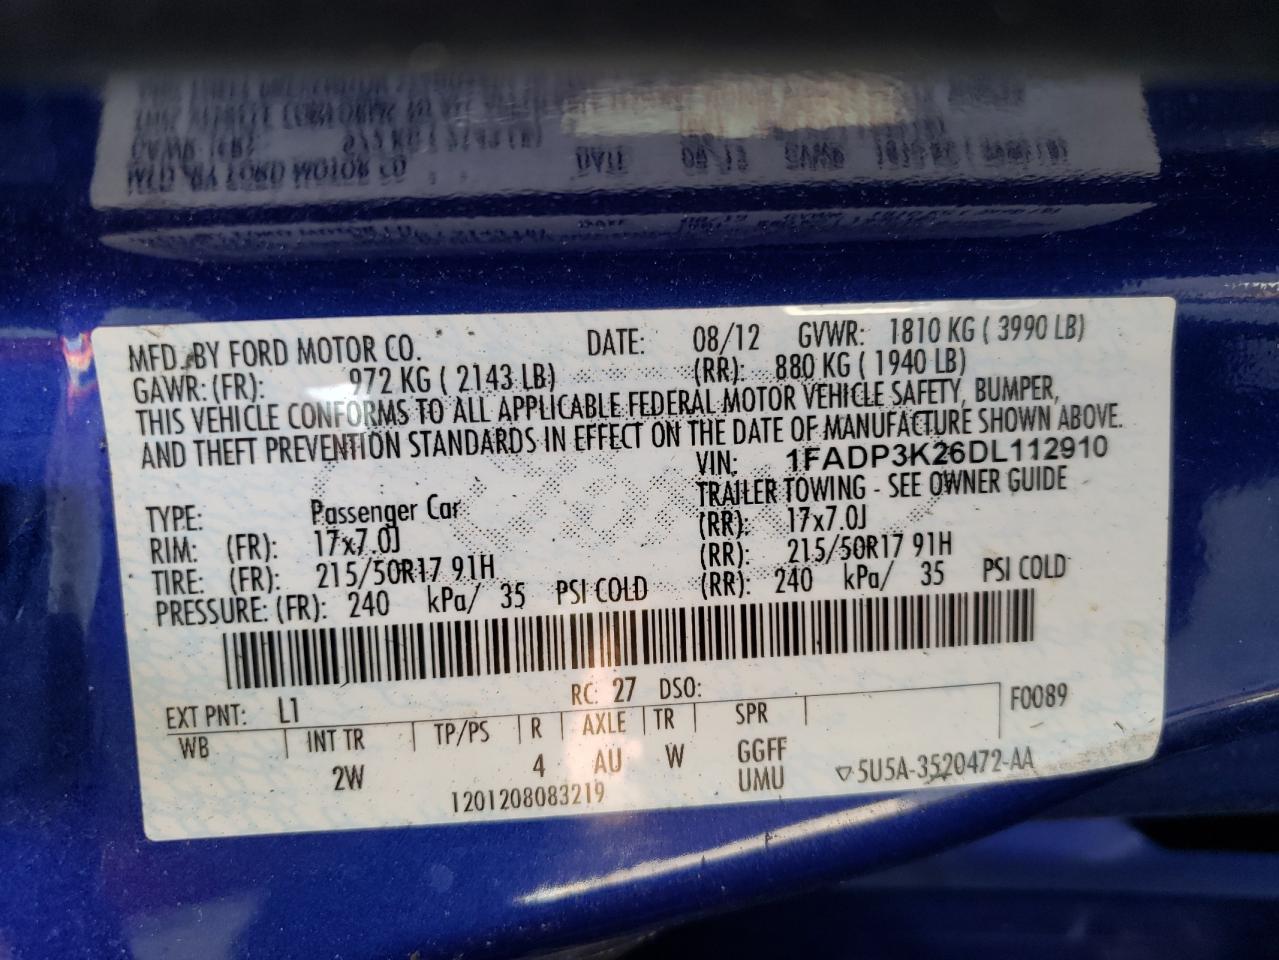 MFD. BY FORD MOTOR CO. DATE: 08/12 GVWR: 1810 KG ( 3990 LB)
GAWR: (FR): 972 KG ( 2143 LB) (RR): 880 KG ( 1940 LB)
THIS VEHICLE CONFORMS TO ALL APPLICABLE FEDERAL MOTOR VEHICLE SAFETY, BUMPER,
AND THEFT PREVENTION STANDARDS IN EFFECT ON THE DATE OF MANUFACTURE SHOWN ABOVE.
VIN: 1FADP3K26DL112910
TRAILER TOWING - SEE OWNER GUIDE
TYPE: Passenger Car
RIM: (FR): 17x7.0J (RR): 17x7.0J
TIRE: (FR): 215/50R17 91H (RR): 215/50R17 91H
PRESSURE: (FR): 240 kPa/ 35 PSI COLD (RR): 240 kPa/ 35 PSI COLD
EXT PNT: L1 RC: 27 DSO: F0089
WB INT TR TP/PS R AXLE TR SPR
2W 4 AU W GGFF
UMU ▽5U5A-3520472-AA
1201208083219